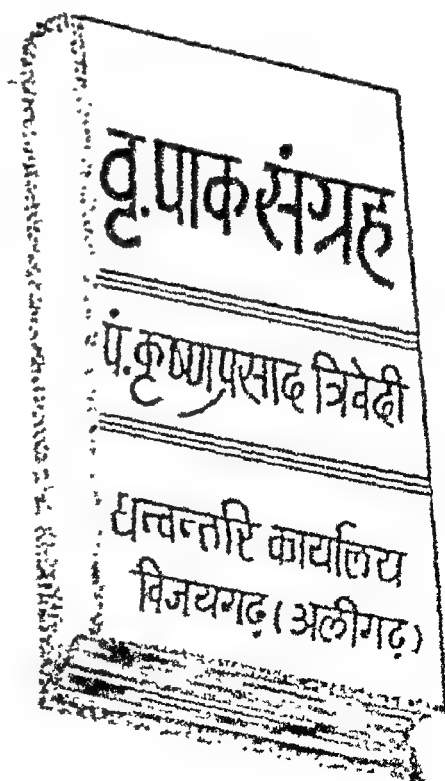 वृ.पाक संग्रह
पं.कृष्णप्रसाद त्रिवेदी
धन्वन्तरि कार्यालय
विजयगढ़ (अलीगढ़)